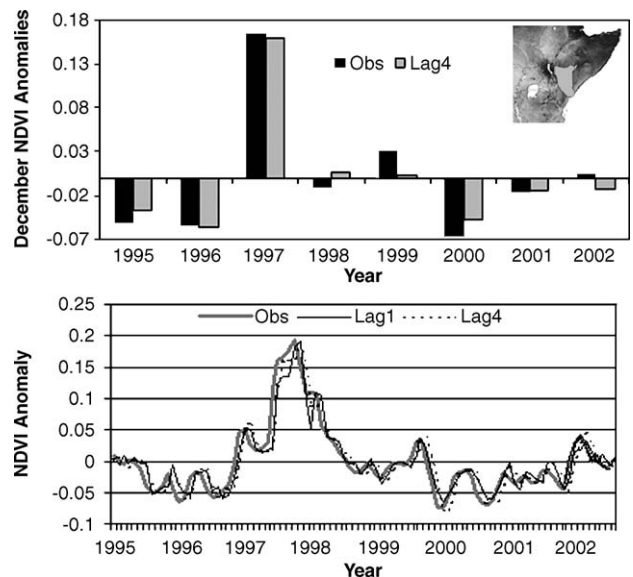 December NDVI Anomalies
0.18
0.13
0.08
0.03
-0.02
-0.07
Obs Lag4
1995 1996 1997 1998 1999 2000 2001 2002
Year
NDVI Anomaly
0.25
0.2
0.15
0.1
0.05
0
-0.05
-0.1
Obs Lag1 Lag4
1995 1996 1997 1998 1999 2000 2001 2002
Year